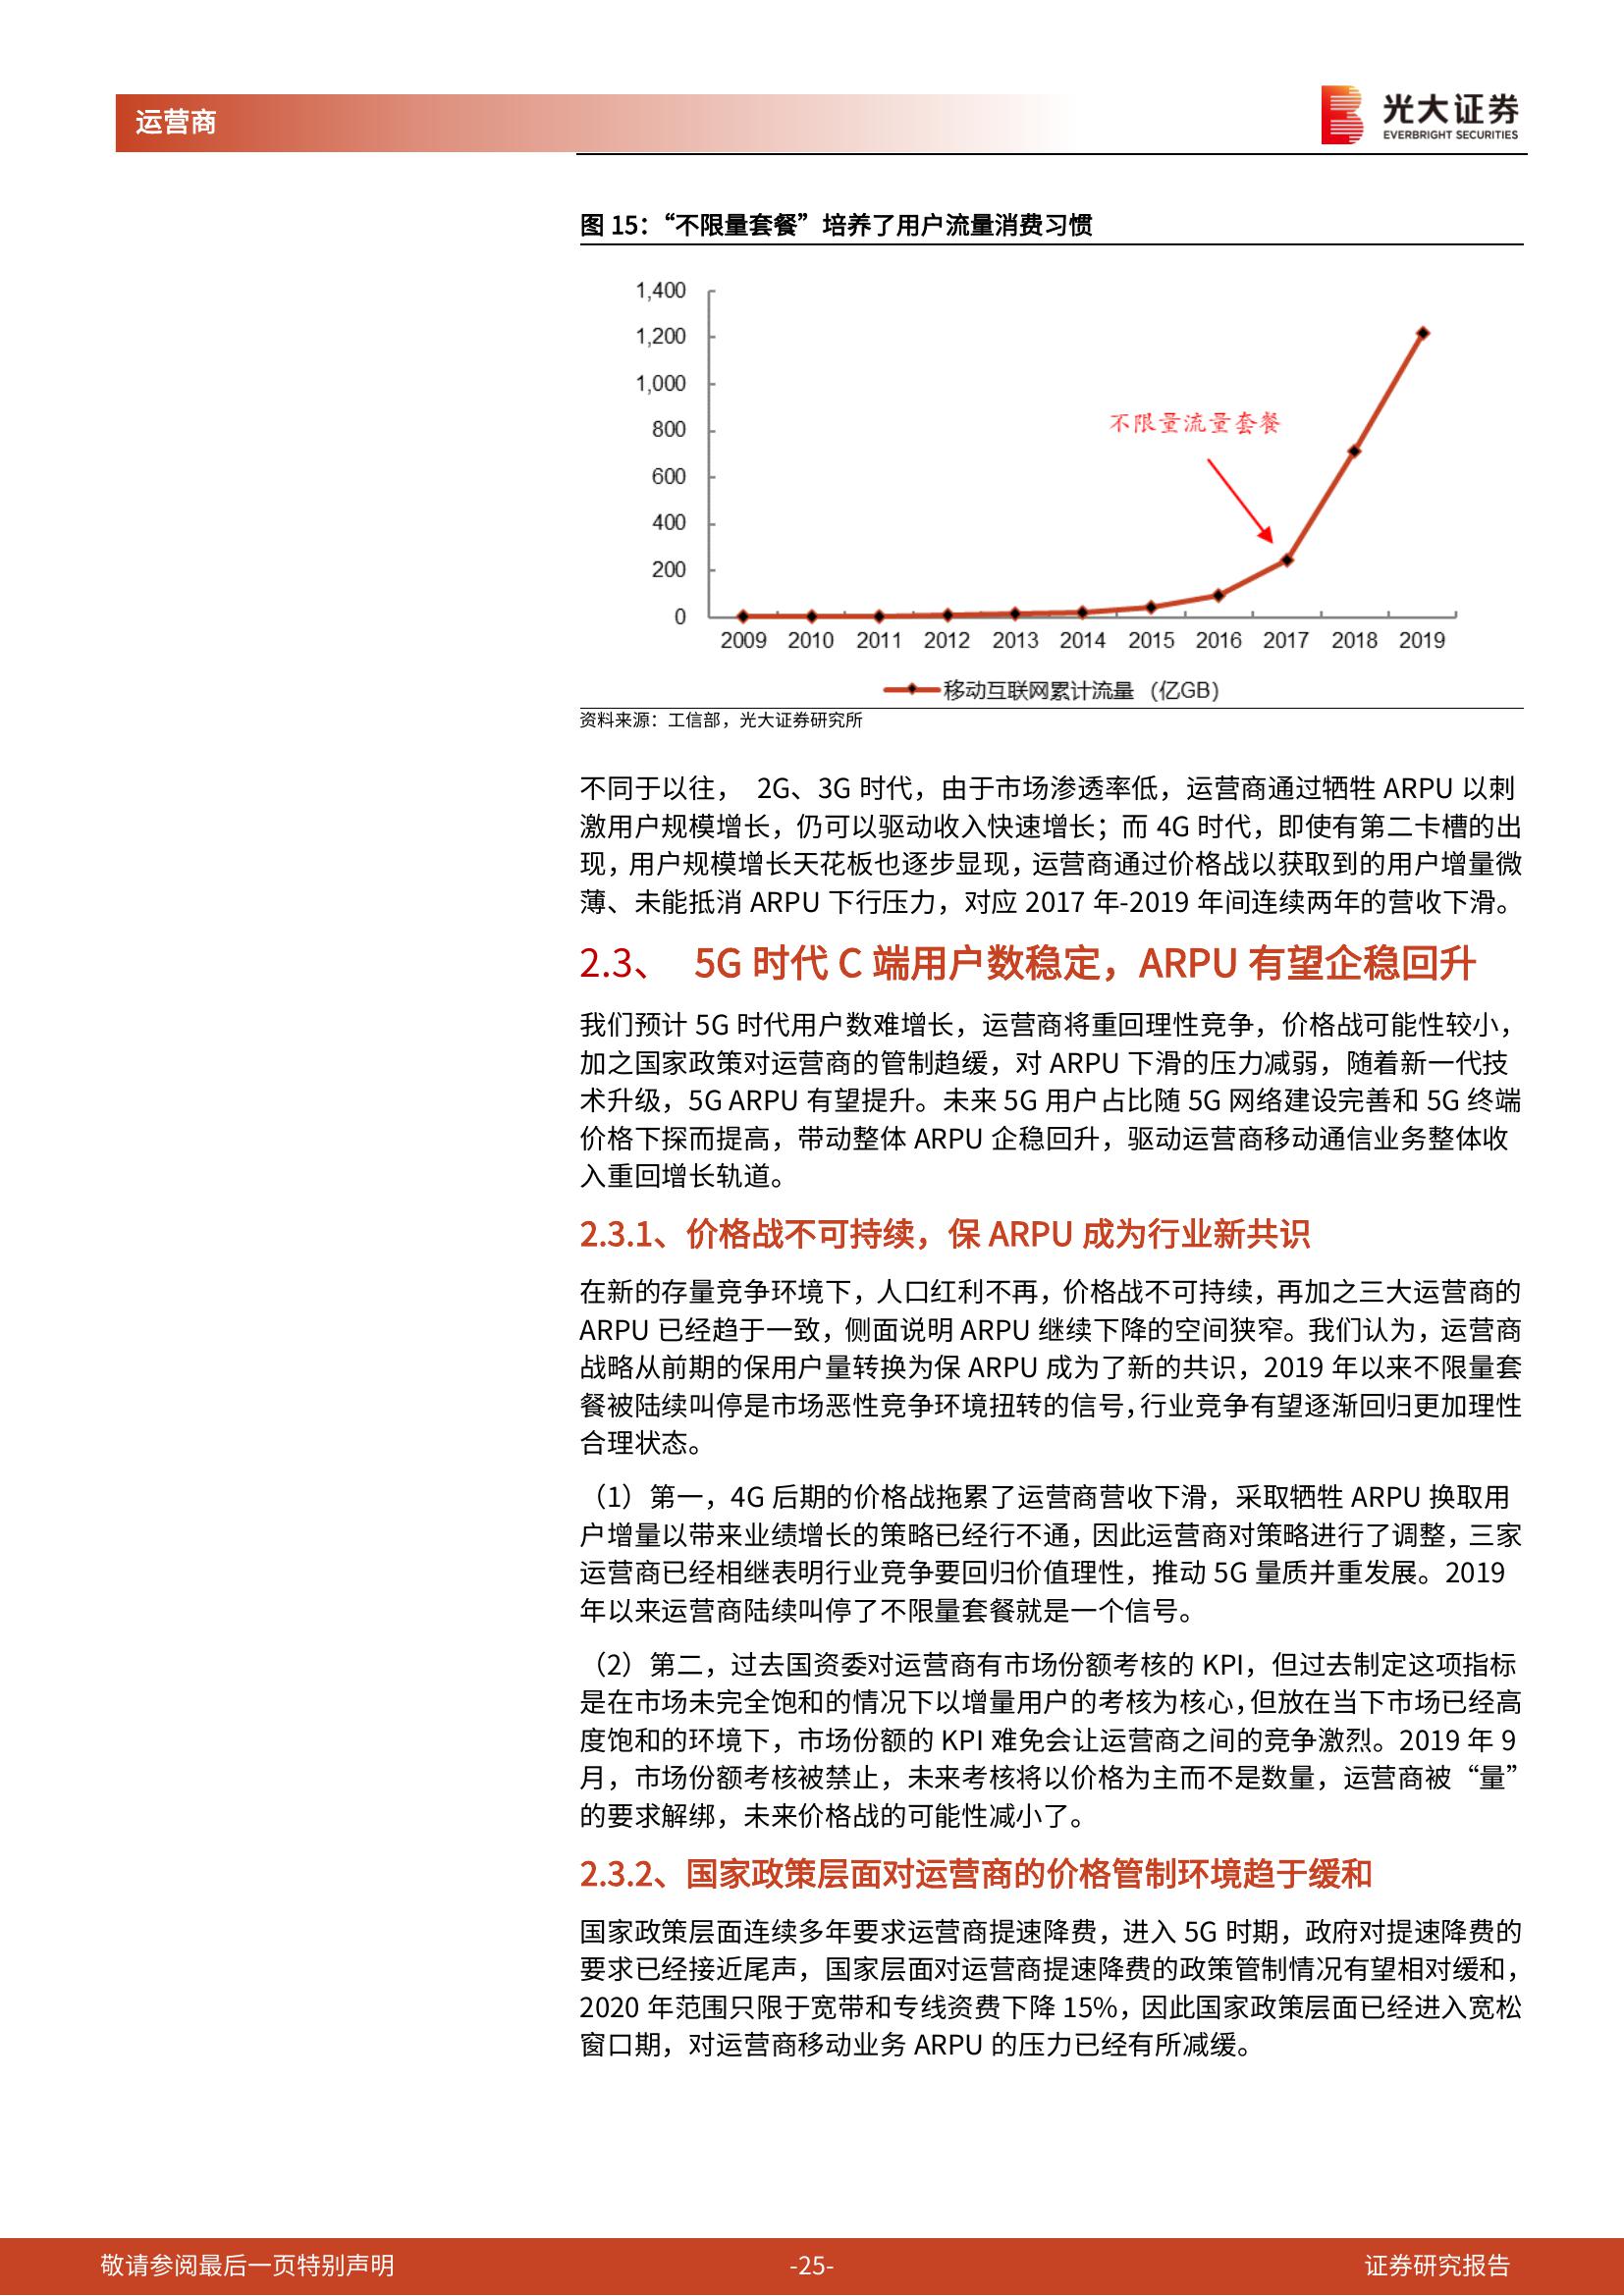 运营商
光大证券
EVERBRIGHT SECURITIES
图 15：“不限量套餐”培养了用户流量消费习惯
1,400
1,200
1,000
800
600
400
200
0
不限量流量套餐
2009 2010 2011 2012 2013 2014 2015 2016 2017 2018 2019
移动互联网累计流量 (亿GB)
资料来源：工信部，光大证券研究所
不同于以往， 2G、3G 时代，由于市场渗透率低，运营商通过牺牲 ARPU 以刺
激用户规模增长，仍可以驱动收入快速增长；而 4G 时代，即使有第二卡槽的出
现，用户规模增长天花板也逐步显现，运营商通过价格战以获取到的用户增量微
薄、未能抵消 ARPU 下行压力，对应 2017 年-2019 年间连续两年的营收下滑。
2.3、 5G 时代 C 端用户数稳定，ARPU 有望企稳回升
我们预计 5G 时代用户数难增长，运营商将重回理性竞争，价格战可能性较小，
加之国家政策对运营商的管制趋缓，对 ARPU 下滑的压力减弱，随着新一代技
术升级，5G ARPU 有望提升。未来 5G 用户占比随 5G 网络建设完善和 5G 终端
价格下探而提高，带动整体 ARPU 企稳回升，驱动运营商移动通信业务整体收
入重回增长轨道。
2.3.1、价格战不可持续，保 ARPU 成为行业新共识
在新的存量竞争环境下，人口红利不再，价格战不可持续，再加之三大运营商的
ARPU 已经趋于一致，侧面说明 ARPU 继续下降的空间狭窄。我们认为，运营商
战略从前期的保用户量转换为保 ARPU 成为了新的共识，2019 年以来不限量套
餐被陆续叫停是市场恶性竞争环境扭转的信号，行业竞争有望逐渐回归更加理性
合理状态。
（1）第一，4G 后期的价格战拖累了运营商营收下滑，采取牺牲 ARPU 换取用
户增量以带来业绩增长的策略已经行不通，因此运营商对策略进行了调整，三家
运营商已经相继表明行业竞争要回归价值理性，推动 5G 量质并重发展。2019
年以来运营商陆续叫停了不限量套餐就是一个信号。
（2）第二，过去国资委对运营商有市场份额考核的 KPI，但过去制定这项指标
是在市场未完全饱和的情况下以增量用户的考核为核心，但放在当下市场已经高
度饱和的环境下，市场份额的 KPI 难免会让运营商之间的竞争激烈。2019 年 9
月，市场份额考核被禁止，未来考核将以价格为主而不是数量，运营商被“量”
的要求解绑，未来价格战的可能性减小了。
2.3.2、国家政策层面对运营商的价格管制环境趋于缓和
国家政策层面连续多年要求运营商提速降费，进入 5G 时期，政府对提速降费的
要求已经接近尾声，国家层面对运营商提速降费的政策管制情况有望相对缓和，
2020 年范围只限于宽带和专线资费下降 15%，因此国家政策层面已经进入宽松
窗口期，对运营商移动业务 ARPU 的压力已经有所减缓。
敬请参阅最后一页特别声明 -25- 证券研究报告